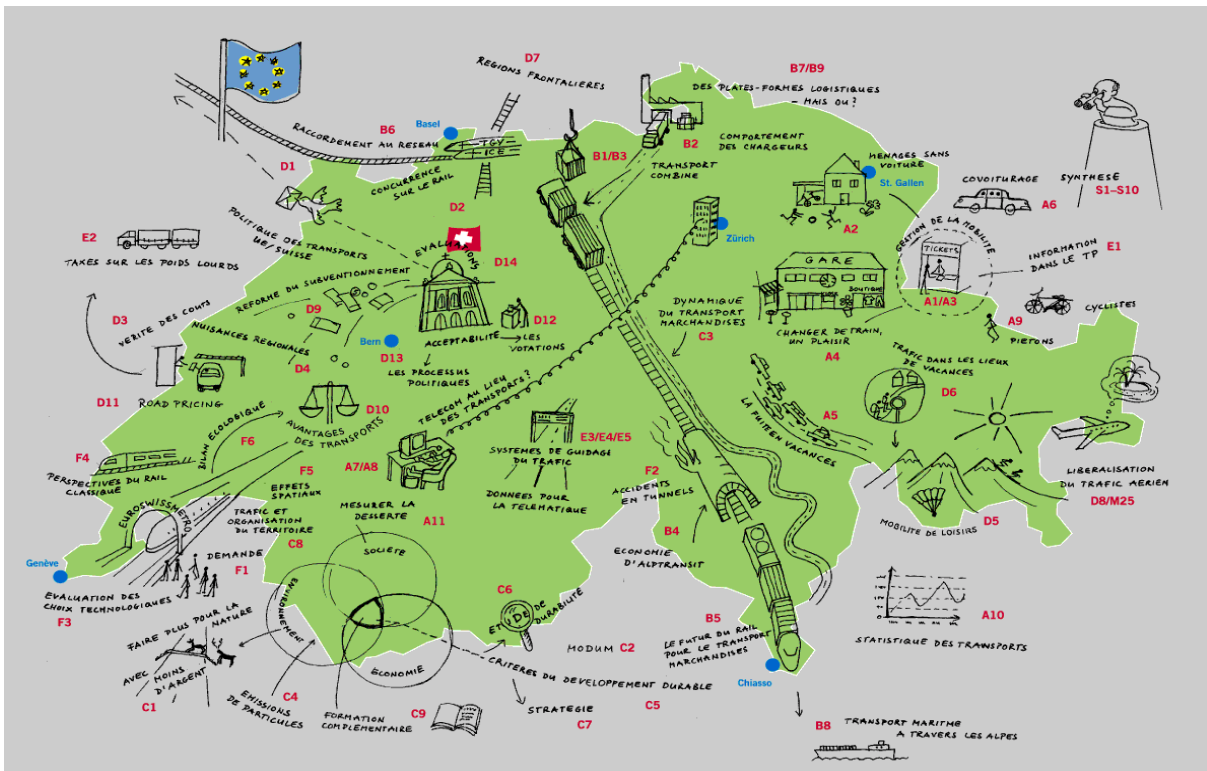 D7
REGIONS FRONTALIERES
B7/B9
DES PLATES-FORMES LOGISTIQUES
– MAIS OU?
B6
RACCORDEMENT AU RESEAU
Basel
TGV
ICE
CONCURRENCE
SUR LE RAIL
D2
B1/B3
B2
COMPORTEMENT
DES CHARGEURS
TRANSPORT
COMBINE
MENAGES SANS
VOITURE
St. Gallen
A2
COVOITURAGE
A6
SYNTHESE
S1–S10
D1
POLITIQUE DES TRANSPORTS
UE/SUISSE
E2
TAXES SUR LES POIDS LOURDS
EVALUATIONS
D14
Zürich
GESTION DE LA MOBILITE
TICKETS
A1/A3
INFORMATION
DANS LE TP
E1
REFORME DU SUBVENTIONNEMENT
D9
GARE
BOUTIQUE
CHANGER DE TRAIN,
UN PLAISIR
A4
CYCLISTES
A9
PIETONS
D3
VERITE DES COUTS
NUISANCES REGIONALES
D4
Bern
D12
ACCEPTABILITE
LES
VOTATIONS
D13
LES PROCESSUS
POLITIQUES
DYNAMIQUE
DU TRANSPORT
MARCHANDISES
C3
TRAFIC DANS LES LIEUX
DE VACANCES
D6
D11
ROAD PRICING
BILAN ECOLOGIQUE
F6
D10
AVANTAGES
DES TRANSPORTS
TELECOM AU LIEU
DES TRANSPORTS?
A7/A8
E3/E4/E5
SYSTEMES DE GUIDAGE
DU TRAFIC
DONNÉES POUR
LA TELEMATIQUE
A5
LA FUITE EN VACANCES
F4
PERSPECTIVES DU RAIL
CLASSIQUE
F5
EFFETS
SPATIAUX
F2
ACCIDENTS
EN TUNNELS
LIBERALISATION
DU TRAFIC AERIEN
D8/M25
EUROSWISSMETRO
TRAFIC ET
ORGANISATION
DU TERRITOIRE
C8
MESURER LA
DESSERTE
A11
B4
ECONOMIE
D'ALPTRANSIT
D5
MOBILITE DE LOISIRS
Genève
DEMANDE
F1
EVALUATION DES
CHOIX TECHNOLOGIQUES
F3
SOCIÉTE
ENVIRONNEMENT
ECONOMIE
C6
ETUDE DE
DURABILITÉ
A10
STATISTIQUE DES TRANSPORTS
FAIRE PLUS POUR LA
NATURE
AVEC MOINS
D'ARGENT
C1
C4
EMISSIONS
DE PARTICULES
FORMATION
COMPLEMENTAIRE
C9
MODUM C2
CRITERES DU DEVELOPPEMENT DURABLE
C5
STRATEGIE
C7
B5
LE FUTUR DU RAIL
POUR LE TRANSPORT
MARCHANDISES
Chiasso
B8
TRANSPORT MARITME
A TRAVERS LES ALPES